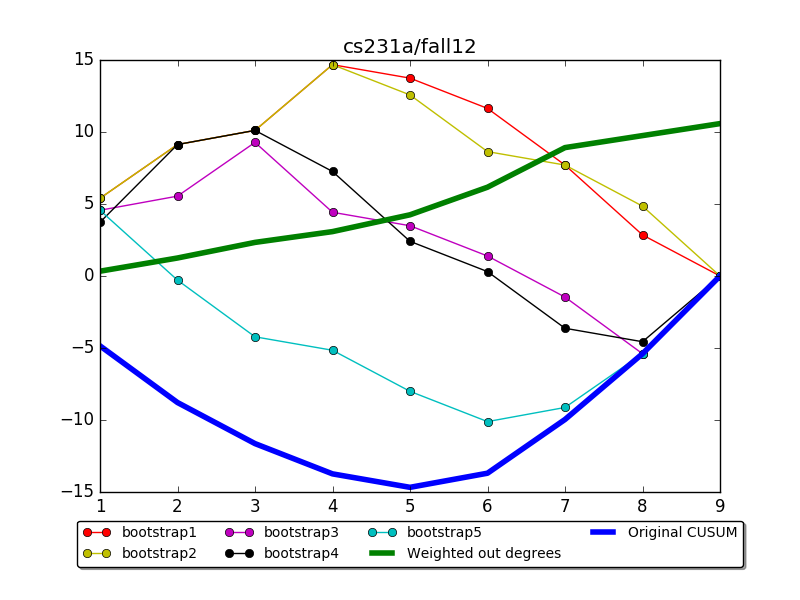 cs231a/fall12
15
10
5
0
−5
−10
−15
1 2 3 4 5 6 7 8 9
bootstrap1 bootstrap3 bootstrap5 Original CUSUM
bootstrap2 bootstrap4 Weighted out degrees